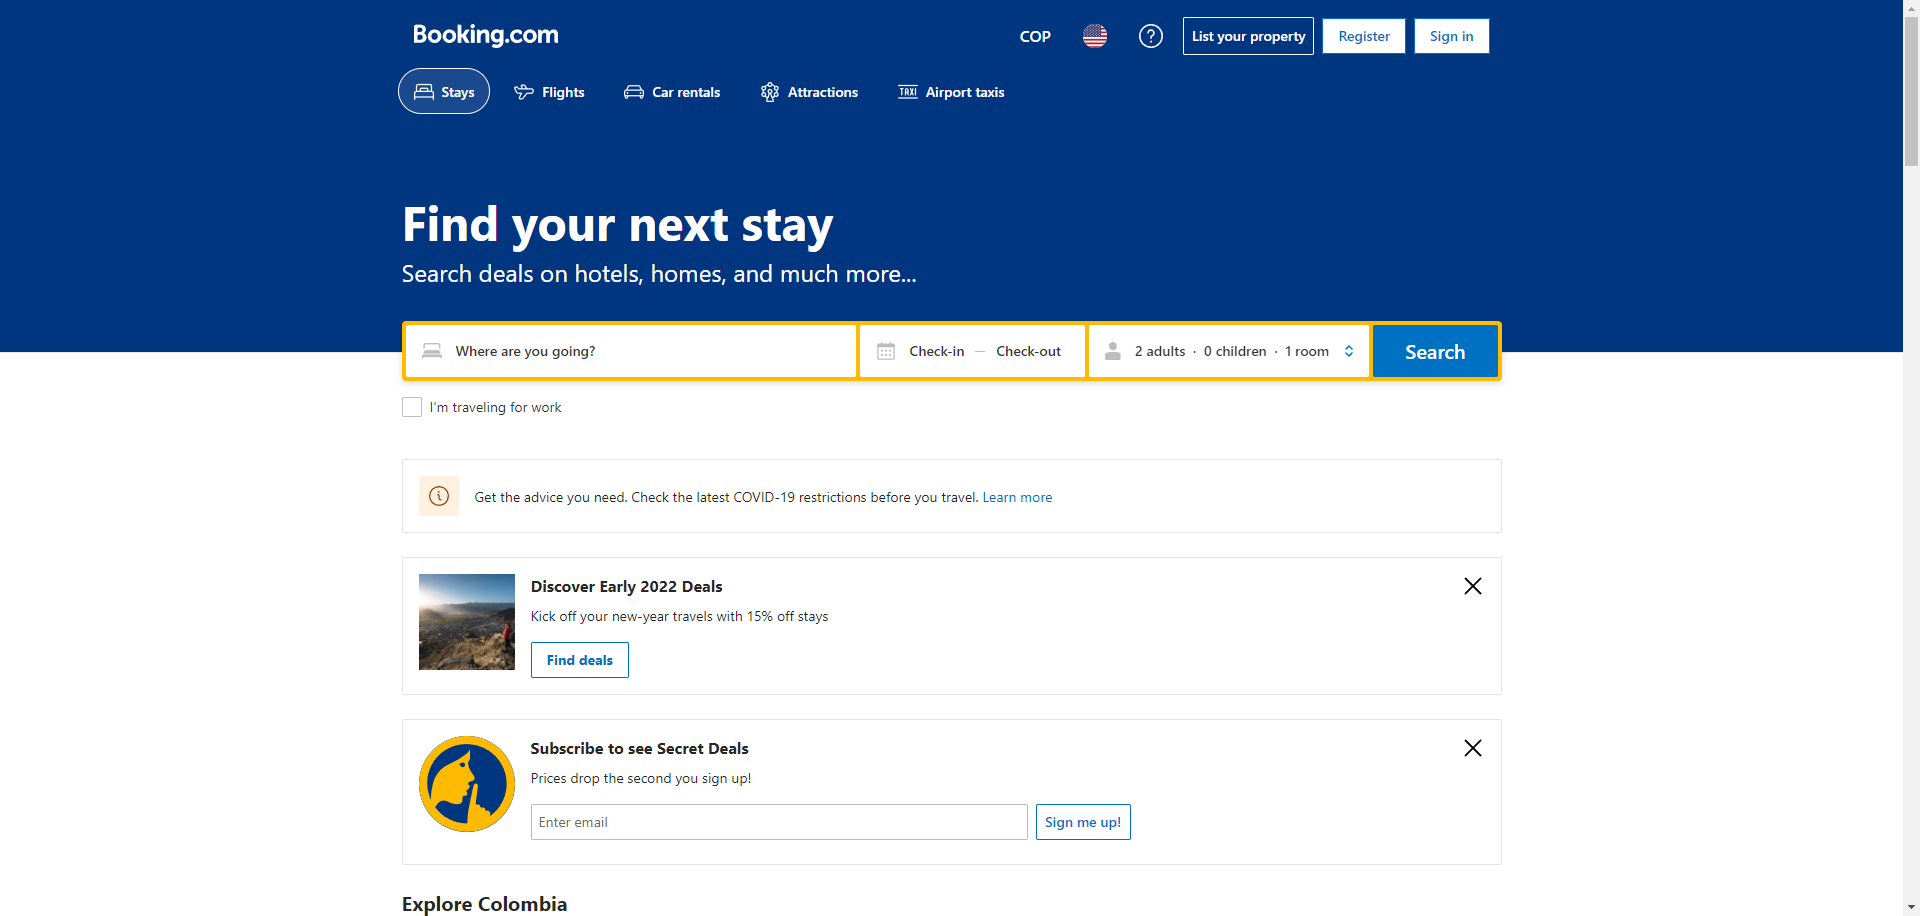 Booking.com
COP
List your property
Register
Sign in
Stays
Flights
Car rentals
Attractions
TAXI
Airport taxis
Find your next stay
Search deals on hotels, homes, and much more...
Where are you going?
Check-in — Check-out
2 adults · 0 children · 1 room
Search
I'm traveling for work
Get the advice you need. Check the latest COVID-19 restrictions before you travel. Learn more
Discover Early 2022 Deals
Kick off your new-year travels with 15% off stays
Find deals
Subscribe to see Secret Deals
Prices drop the second you sign up!
Enter email
Sign me up!
Explore Colombia